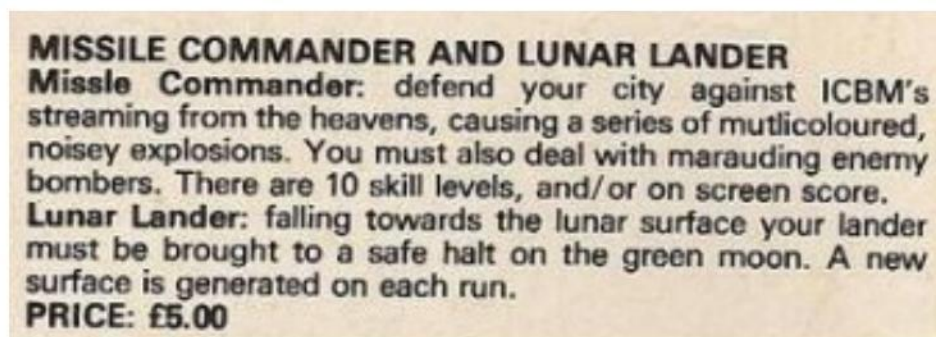 MISSILE COMMANDER AND LUNAR LANDER
Missle Commander: defend your city against ICBM's
streaming from the heavens, causing a series of mutlicoloured,
noisey explosions. You must also deal with marauding enemy
bombers. There are 10 skill levels, and/or on screen score.
Lunar Lander: falling towards the lunar surface your lander
must be brought to a safe halt on the green moon. A new
surface is generated on each run.
PRICE: £5.00